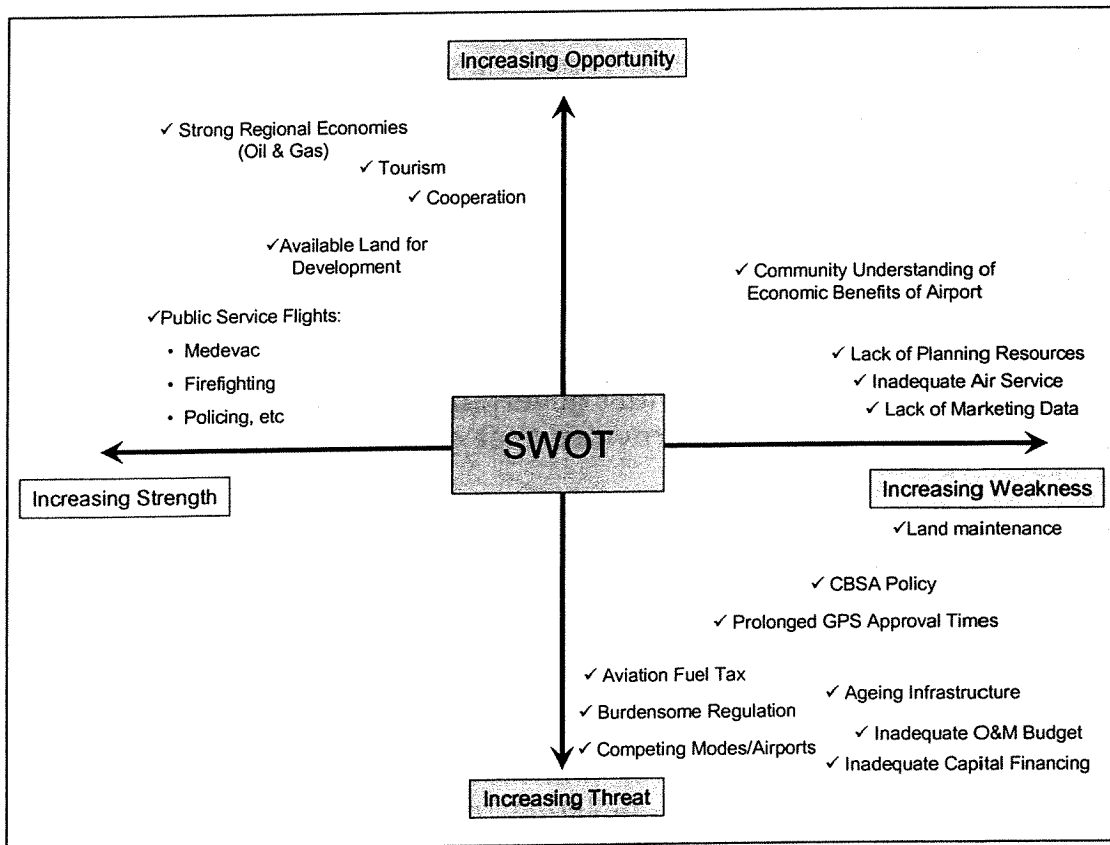 Increasing Opportunity
✓ Strong Regional Economies
(Oil & Gas)
✓ Tourism
✓ Cooperation
✓Available Land for
Development
✓ Community Understanding of
Economic Benefits of Airport
✓Public Service Flights:
• Medevac
• Firefighting
• Policing, etc
✓ Lack of Planning Resources
✓ Inadequate Air Service
✓ Lack of Marketing Data
SWOT
Increasing Strength
Increasing Weakness
✓Land maintenance
✓ CBSA Policy
✓ Prolonged GPS Approval Times
✓ Aviation Fuel Tax
✓ Burdensome Regulation
✓ Competing Modes/Airports
✓ Ageing Infrastructure
✓ Inadequate O&M Budget
✓ Inadequate Capital Financing
Increasing Threat